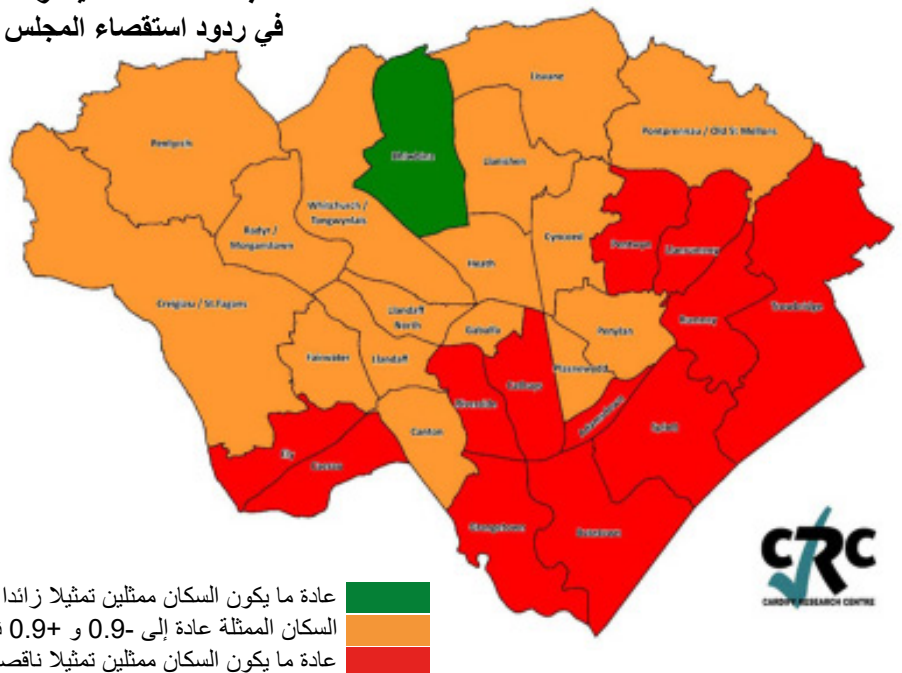 في ردود استقصاء المجلس
Lisvane
Pontprennau / Old St Mellons
Rhiwbina
Pentyrch
Llanishen
Whitchurch /
Tongwynlais
Radyr /
Morganstown
Cyncoed
Pentwyn
Llanrumney
Heath
Creigiau / St Fagans
Trowbridge
Llandaff
North
Rumney
Gabalfa
Penylan
Fairwater
Llandaff
Plasnewydd
Cathays
Riverside
Adamsdown
Canton
Splott
Ely
Caerau
Grangetown
Butetown
CRC
CARDIFF RESEARCH CENTRE
عادة ما يكون السكان ممثلين تمثيلا زائدا
السكان الممثلة عادة إلى -0.9 و +0.9
عادة ما يكون السكان ممثلين تمثيلا